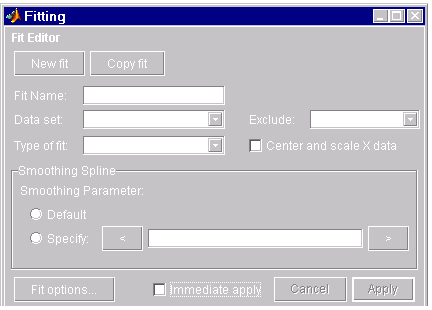 Fitting
Fit Editor
New fit Copy fit
Fit Name:
Data set: Exclude:
Type of fit: Center and scale X data
Smoothing Spline
Smoothing Parameter:
Default
Specify: < >
Fit options... Immediate apply Cancel Apply